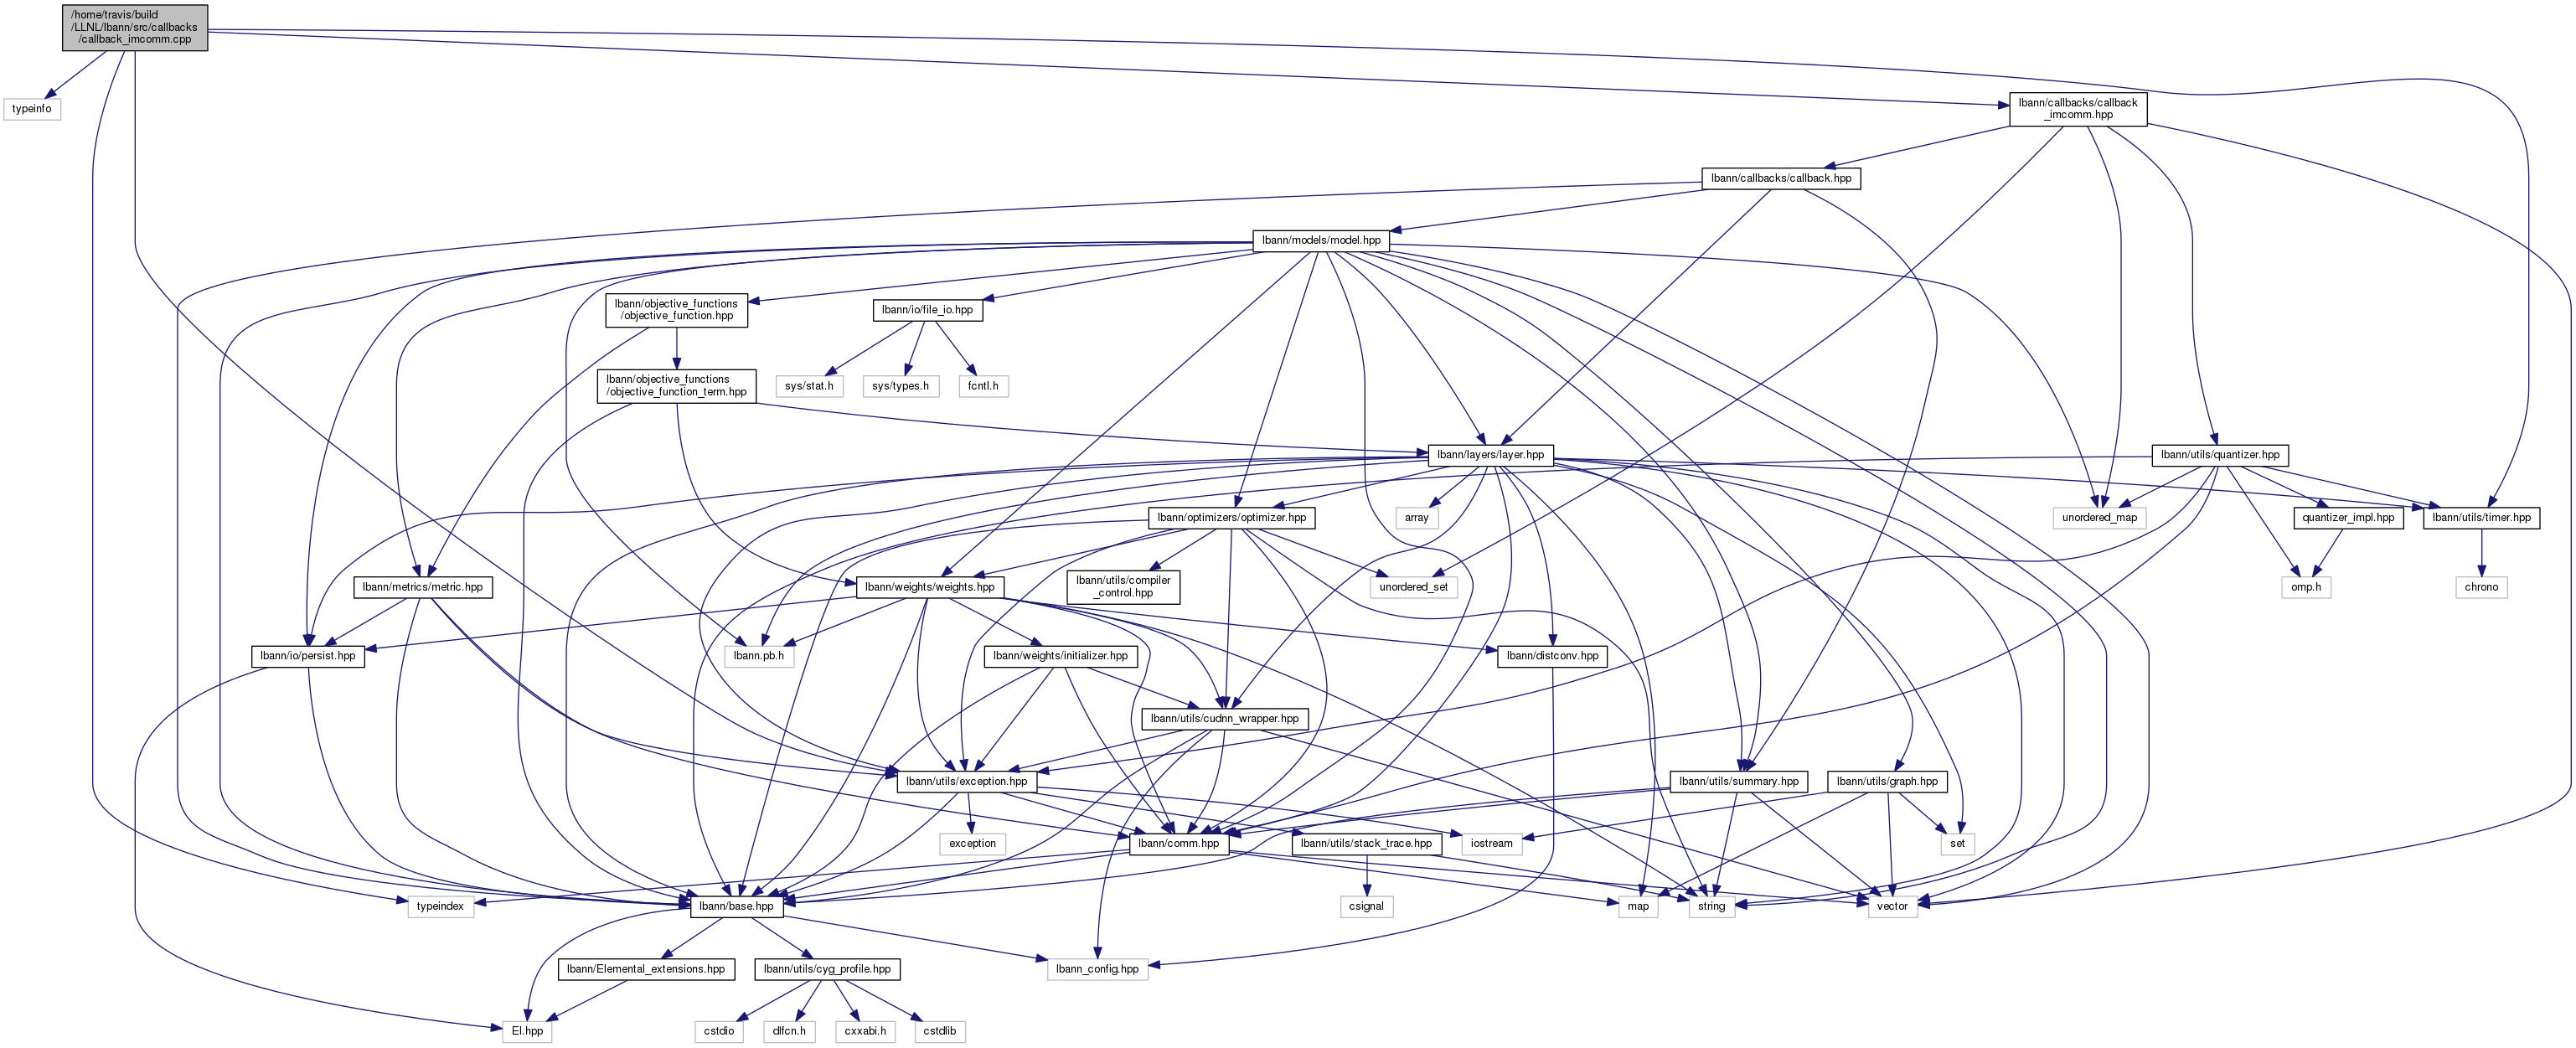 /home/travis/build
/LLNL/lbann/src/callbacks
/callback_imcomm.cpp
typeinfo
lbann/callbacks/callback
_imcomm.hpp
lbann/callbacks/callback.hpp
lbann/models/model.hpp
lbann/objective_functions
/objective_function.hpp
lbann/io/file_io.hpp
lbann/objective_functions
/objective_function_term.hpp
sys/stat.h
sys/types.h
fcntl.h
lbann/layers/layer.hpp
lbann/utils/quantizer.hpp
lbann/optimizers/optimizer.hpp
array
unordered_map
quantizer_impl.hpp
lbann/utils/timer.hpp
lbann/metrics/metric.hpp
lbann/weights/weights.hpp
lbann/utils/compiler
_control.hpp
unordered_set
omp.h
chrono
lbann/io/persist.hpp
lbann.pb.h
lbann/weights/initializer.hpp
lbann/distconv.hpp
lbann/utils/cudnn_wrapper.hpp
lbann/utils/exception.hpp
lbann/utils/summary.hpp
lbann/utils/graph.hpp
exception
lbann/comm.hpp
lbann/utils/stack_trace.hpp
iostream
set
typeindex
lbann/base.hpp
csignal
map
string
vector
lbann/Elemental_extensions.hpp
lbann/utils/cyg_profile.hpp
lbann_config.hpp
El.hpp
cstdio
dlfcn.h
cxxabi.h
cstdlib